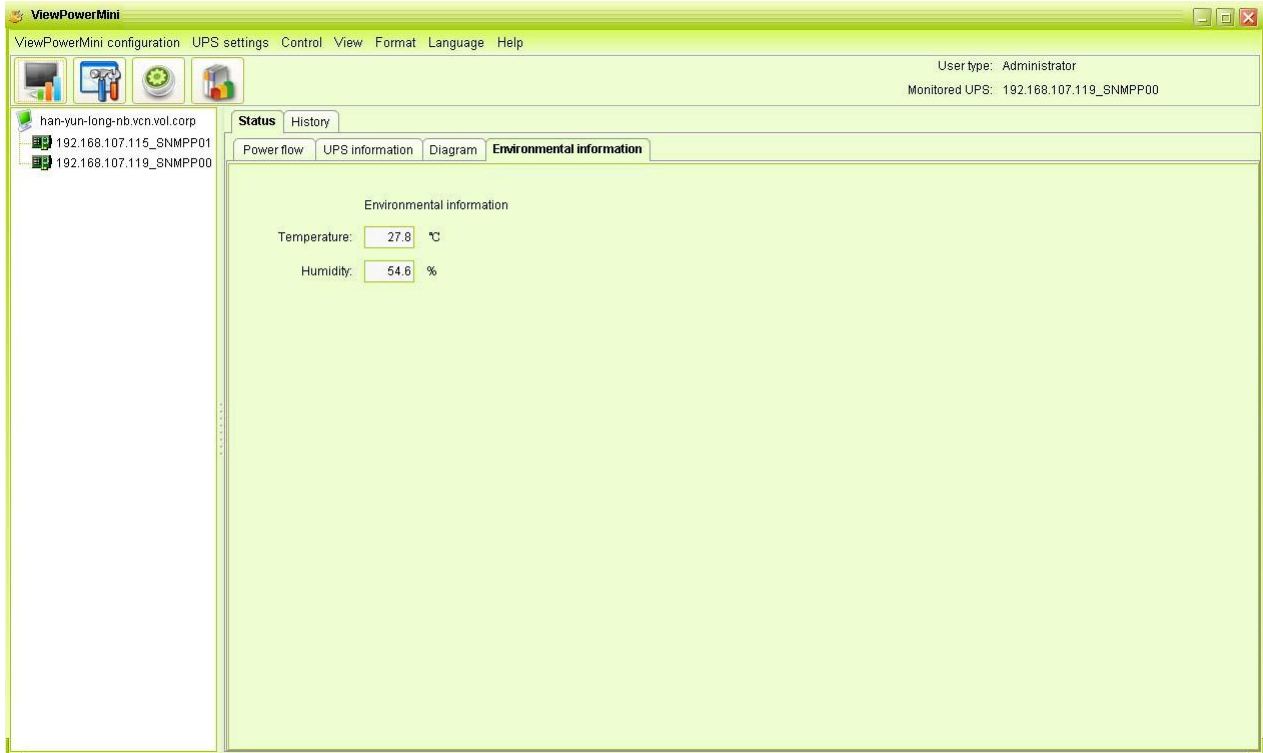 ViewPowerMini
ViewPowerMini configuration UPS settings Control View Format Language Help
User type: Administrator
Monitored UPS: 192.168.107.119_SNMPP00
han-yun-long-nb.vcn.vol.corp
192.168.107.115_SNMPP01
192.168.107.119_SNMPP00
Status History
Power flow UPS information Diagram Environmental information
Environmental information
Temperature: 27.8 ℃
Humidity: 54.6 %